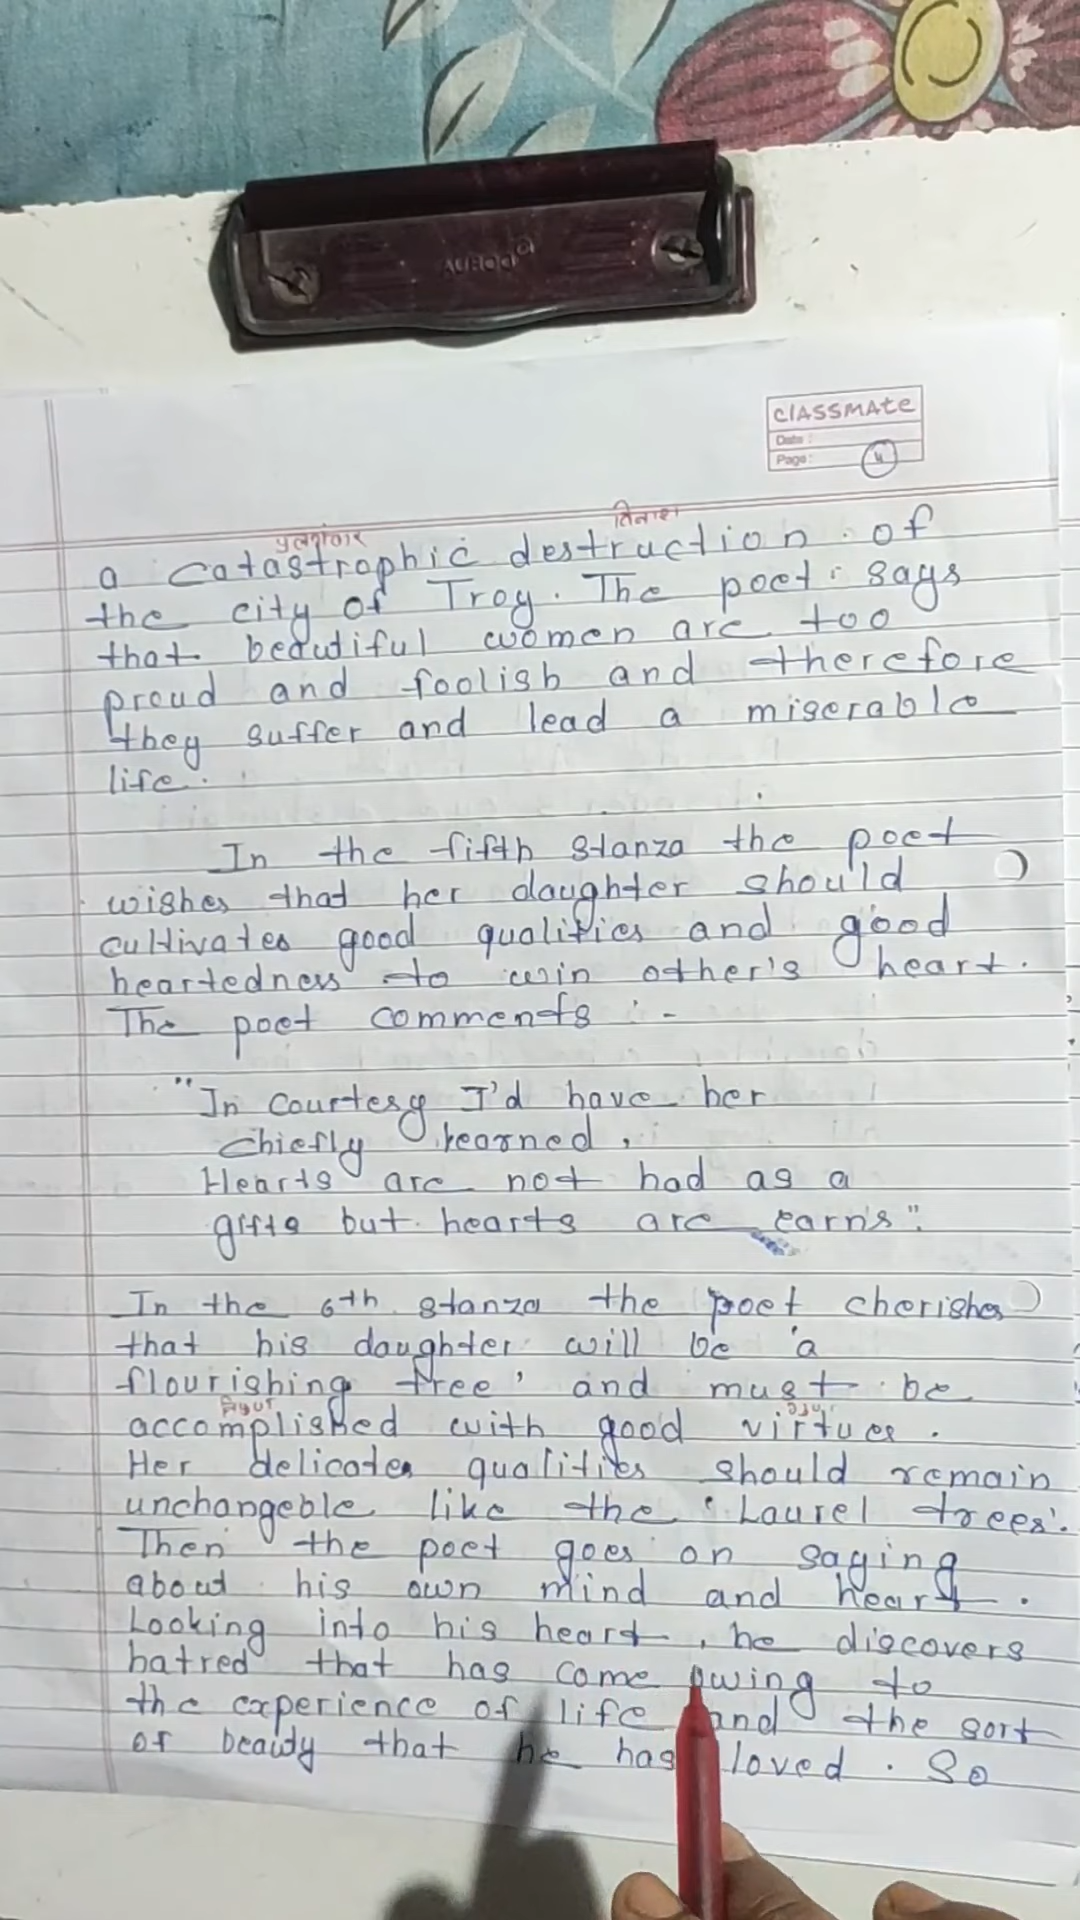 CLASSMATE
Date :
Page : 4
विनाश
a catastrophic destruction of
the city of Troy. The poet says
that beautiful women are too
proud and foolish and therefore
they suffer and lead a miserable
life.
In the fifth stanza the poet
wishes that her daughter should
cultivates good qualities and good
heartedness to win other's heart.
The poet comments :-
"In courtesy I'd have her
chiefly learned,
Hearts are not had as a
gifts but hearts are earns".
In the 6th stanza the poet cherishes
that his daughter will be 'a
flourishing tree' and must be
accomplished with good virtues.
Her delicates qualities should remain
unchangeble like the 'Laurel trees'.
Then the poet goes on saying
about his own mind and heart.
Looking into his heart, he discovers
hatred that has come owing to
the experience of life and the sort
of beauty that he has loved. So